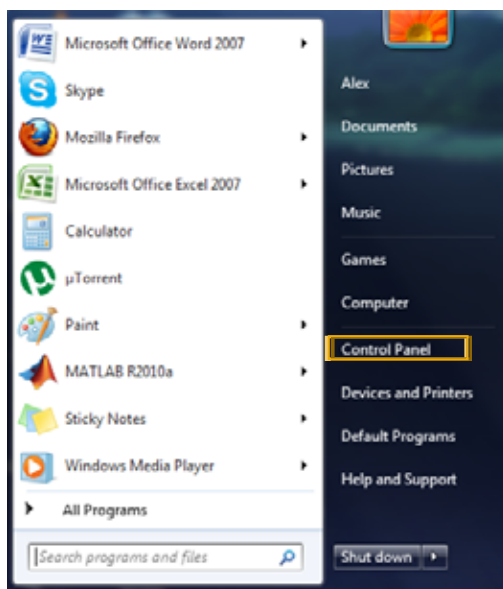 Microsoft Office Word 2007
Skype
Mozilla Firefox
Microsoft Office Excel 2007
Calculator
µTorrent
Paint
MATLAB R2010a
Sticky Notes
Windows Media Player
All Programs
Search programs and files
Alex
Documents
Pictures
Music
Games
Computer
Control Panel
Devices and Printers
Default Programs
Help and Support
Shut down